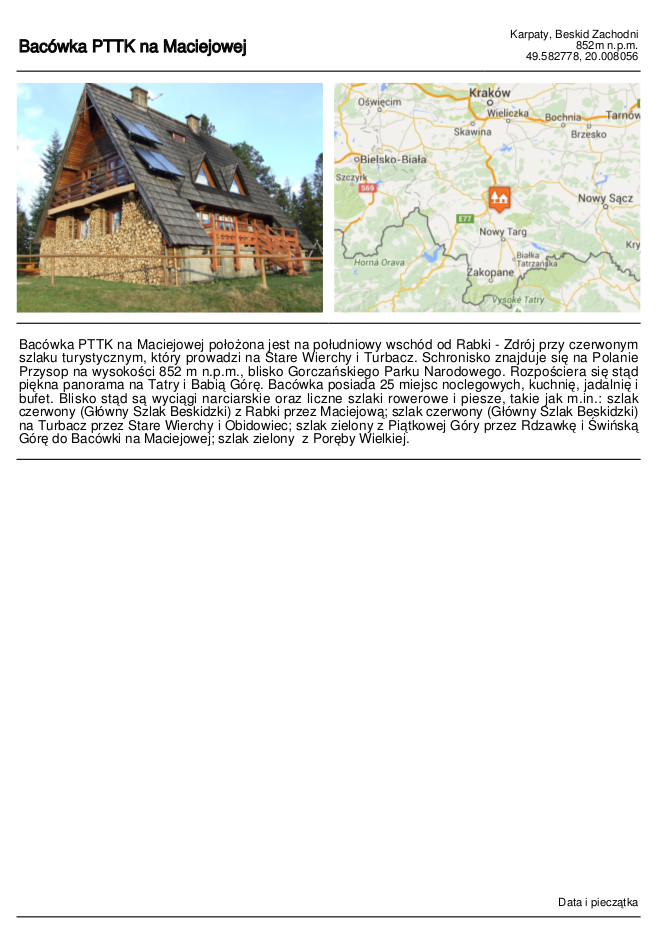 Bacówka PTTK na Maciejowej
Karpaty, Beskid Zachodni
852m n.p.m.
49.582778, 20.008056
Kraków
Oświęcim
Wieliczka
Bochnia
Tarnów
Skawina
Brzesko
Bielsko-Biała
Szczyrk
S69
Nowy Sącz
E77
Nowy Targ
Kry
Białka
Tatrzańska
Horná Orava
Zakopane
Vysoké Tatry
Bacówka PTTK na Maciejowej położona jest na południowy wschód od Rabki - Zdrój przy czerwonym
szlaku turystycznym, który prowadzi na Stare Wierchy i Turbacz. Schronisko znajduje się na Polanie
Przysop na wysokości 852 m n.p.m., blisko Gorczańskiego Parku Narodowego. Rozpościera się stąd
piękna panorama na Tatry i Babią Górę. Bacówka posiada 25 miejsc noclegowych, kuchnię, jadalnię i
bufet. Blisko stąd są wyciągi narciarskie oraz liczne szlaki rowerowe i piesze, takie jak m.in.: szlak
czerwony (Główny Szlak Beskidzki) z Rabki przez Maciejową; szlak czerwony (Główny Szlak Beskidzki)
na Turbacz przez Stare Wierchy i Obidowiec; szlak zielony z Piątkowej Góry przez Rdzawkę i Świńską
Górę do Bacówki na Maciejowej; szlak zielony  z Poręby Wielkiej.
Data i pieczątka